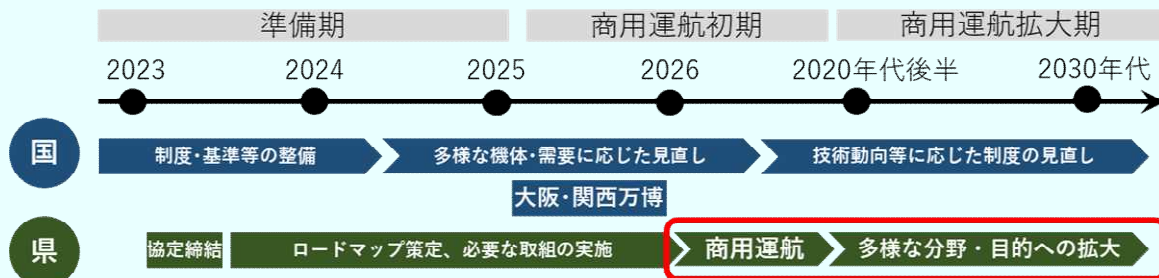 準備期 商用運航初期 商用運航拡大期
2023 2024 2025 2026 2020年代後半 2030年代
国 制度・基準等の整備 多様な機体・需要に応じた見直し 技術動向等に応じた制度の見直し
大阪・関西万博
県 協定締結 ロードマップ策定、必要な取組の実施 商用運航 多様な分野・目的への拡大